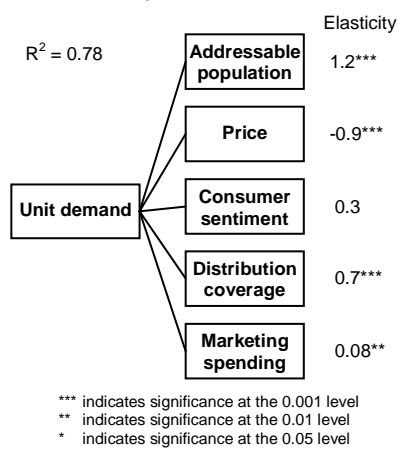 Elasticity
R² = 0.78
Addressable
population
1.2***
Price
-0.9***
Unit demand
Consumer
sentiment
0.3
Distribution
coverage
0.7***
Marketing
spending
0.08**
*** indicates significance at the 0.001 level
** indicates significance at the 0.01 level
* indicates significance at the 0.05 level